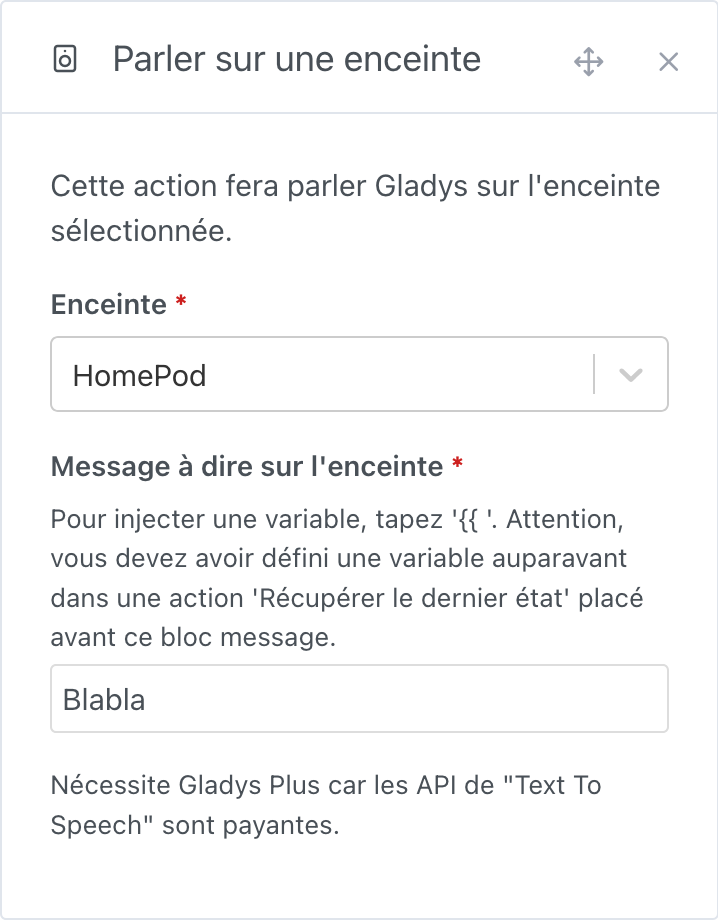 Parler sur une enceinte
Cette action fera parler Gladys sur l'enceinte
sélectionnée.
Enceinte *
HomePod
Message à dire sur l'enceinte *
Pour injecter une variable, tapez '{{ '. Attention,
vous devez avoir défini une variable auparavant
dans une action 'Récupérer le dernier état' placé
avant ce bloc message.
Blabla
Nécessite Gladys Plus car les API de "Text To
Speech" sont payantes.